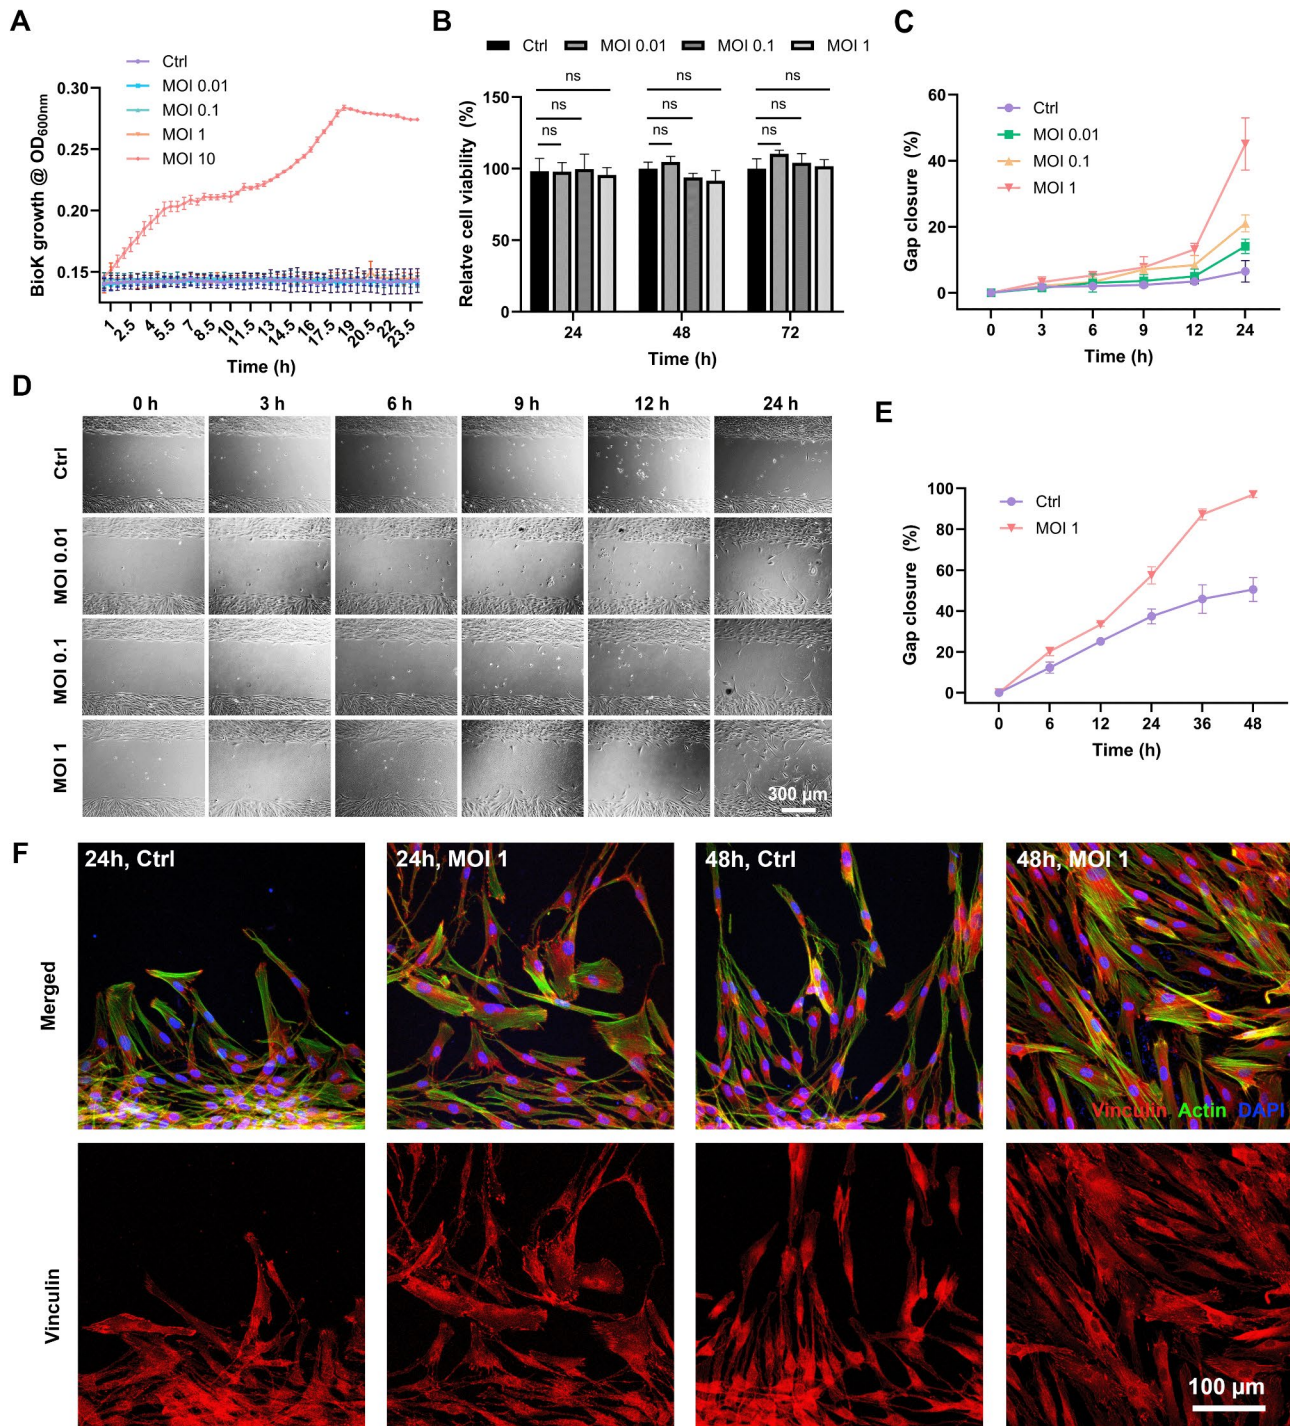 A
Ctrl
MOI 0.01
MOI 0.1
MOI 1
MOI 10
BioK growth @ OD600nm
0.30
0.25
0.20
0.15
1
2.5
4
5.5
7
8.5
10
11.5
13
14.5
16
17.5
19
20.5
22
23.5
Time (h)
B
Ctrl
MOI 0.01
MOI 0.1
MOI 1
Relatve cell viability (%)
150
100
50
0
ns ns ns
ns ns ns
ns ns ns
24 48 72
Time (h)
C
Ctrl
MOI 0.01
MOI 0.1
MOI 1
Gap closure (%)
60
40
20
0
0 3 6 9 12 24
Time (h)
D
0 h 3 h 6 h 9 h 12 h 24 h
Ctrl
MOI 0.01
MOI 0.1
MOI 1
300 µm
E
Ctrl
MOI 1
Gap closure (%)
100
80
60
40
20
0
0 6 12 24 36 48
Time (h)
F
24h, Ctrl 24h, MOI 1 48h, Ctrl 48h, MOI 1
Merged
Vinculin Actin DAPI
Vinculin
100 µm